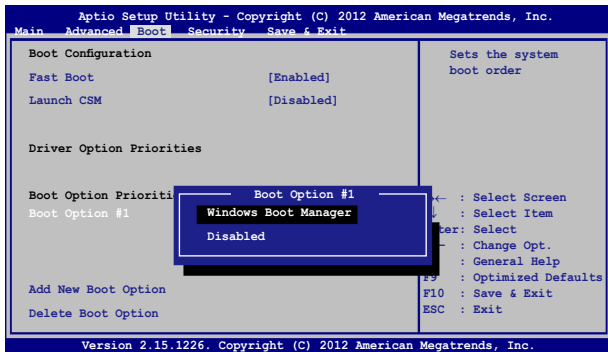 Aptio Setup Utility - Copyright (C) 2012 American Megatrends, Inc.
Main Advanced Boot Security Save & Exit
Boot Configuration
Fast Boot [Enabled]
Launch CSM [Disabled]
Driver Option Priorities
Boot Option Prioriti
Boot Option #1
Boot Option #1
Windows Boot Manager
Disabled
Add New Boot Option
Delete Boot Option
Sets the system
boot order
→← : Select Screen
: Select Item
ter: Select
: Change Opt.
: General Help
F9 : Optimized Defaults
F10 : Save & Exit
ESC : Exit
Version 2.15.1226. Copyright (C) 2012 American Megatrends, Inc.